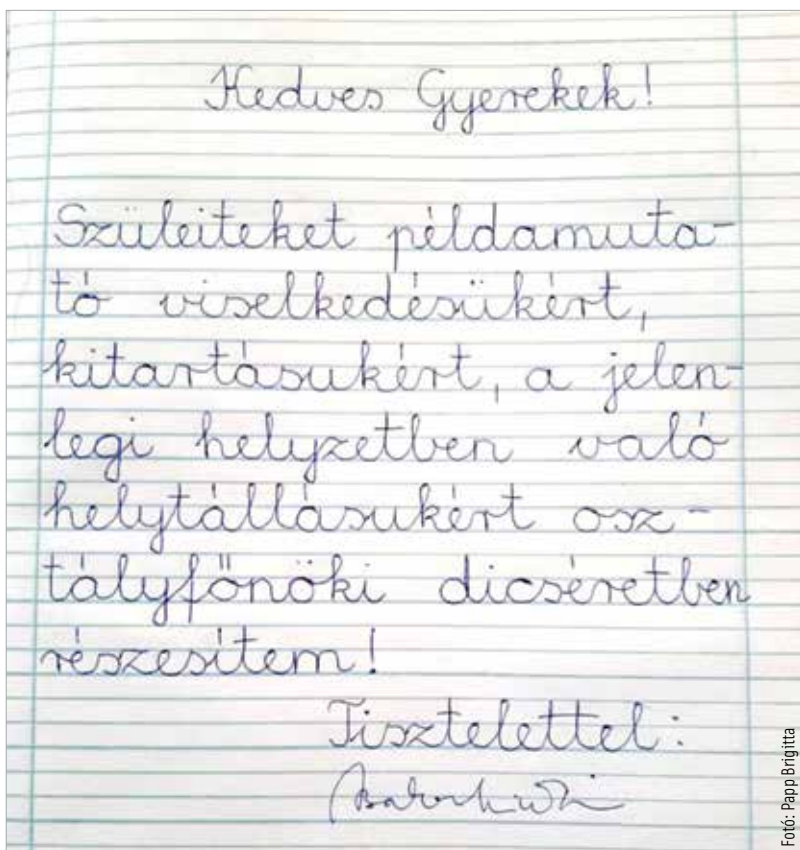 Kedves Gyerekek!
Szüleiteket példamuta-
tó viselkedésükért,
kitartásukért, a jelen-
legi helyzetben való
helytállásukért osz-
tályfőnöki dicséretben
részesítem!
Tisztelettel:
Fotó: Papp Brigitta